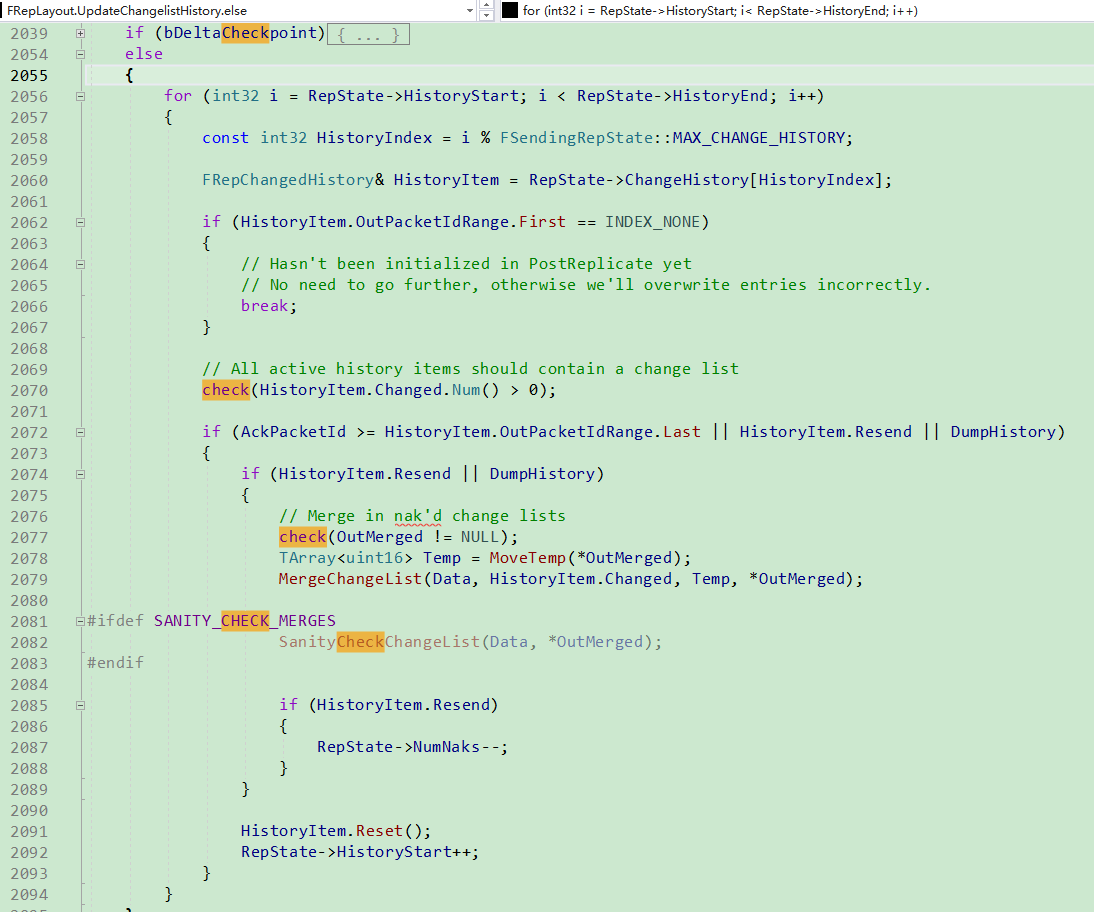 FRepLayout.UpdateChangelistHistory.else
for (int32 i = RepState->HistoryStart; i< RepState->HistoryEnd; i++)
2039 if (bDeltaCheckpoint) { ... }
2054 else
2055 {
2056 for (int32 i = RepState->HistoryStart; i < RepState->HistoryEnd; i++)
2057 {
2058 const int32 HistoryIndex = i % FSendingRepState::MAX_CHANGE_HISTORY;
2059
2060 FRepChangedHistory& HistoryItem = RepState->ChangeHistory[HistoryIndex];
2061
2062 if (HistoryItem.OutPacketIdRange.First == INDEX_NONE)
2063 {
2064 // Hasn't been initialized in PostReplicate yet
2065 // No need to go further, otherwise we'll overwrite entries incorrectly.
2066 break;
2067 }
2068
2069 // All active history items should contain a change list
2070 check(HistoryItem.Changed.Num() > 0);
2071
2072 if (AckPacketId >= HistoryItem.OutPacketIdRange.Last || HistoryItem.Resend || DumpHistory)
2073 {
2074 if (HistoryItem.Resend || DumpHistory)
2075 {
2076 // Merge in nak'd change lists
2077 check(OutMerged != NULL);
2078 TArray<uint16> Temp = MoveTemp(*OutMerged);
2079 MergeChangeList(Data, HistoryItem.Changed, Temp, *OutMerged);
2080
2081 #ifdef SANITY_CHECK_MERGES
2082 SanityCheckChangeList(Data, *OutMerged);
2083 #endif
2084
2085 if (HistoryItem.Resend)
2086 {
2087 RepState->NumNaks--;
2088 }
2089 }
2090
2091 HistoryItem.Reset();
2092 RepState->HistoryStart++;
2093 }
2094 }